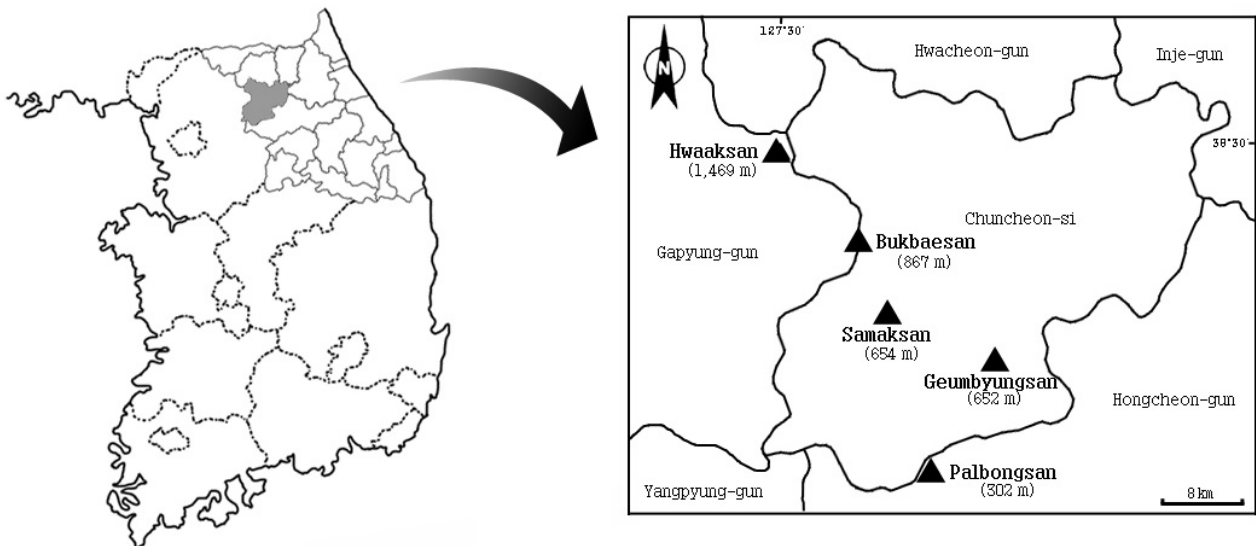 127°30'
Hwacheon-gun
Inje-gun
N
38°30'
Hwaaksan
(1,469 m)
Chuncheon-si
Gapyung-gun
Bukbaesan
(867 m)
Samaksan
(654 m)
Geumbyungsan
(652 m)
Hongcheon-gun
Palbongsan
(302 m)
Yangpyung-gun
8 km